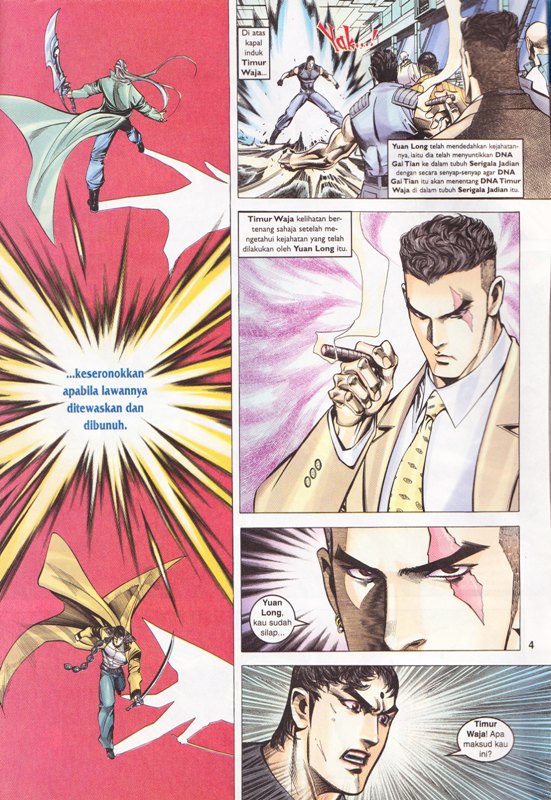 ...keseronokkan
apabila lawannya
ditewaskan dan
dibunuh.
Di atas
kapal
induk
Timur
Waja...
Yak...!
Yuan Long telah mendedahkan kejahatan-
nya, iaitu dia telah menyuntikkan DNA
Gai Tian ke dalam tubuh Serigala Jadian
dengan secara senyap-senyap agar DNA
Gai Tian itu akan menentang DNA Timur
Waja di dalam tubuh Serigala Jadian itu.
Timur Waja kelihatan ber-
tenang sahaja setelah me-
ngetahui kejahatan yang telah
dilakukan oleh Yuan Long itu.
Yuan
Long,
kau sudah
silap...
4
Timur
Waja! Apa
maksud kau
ini?